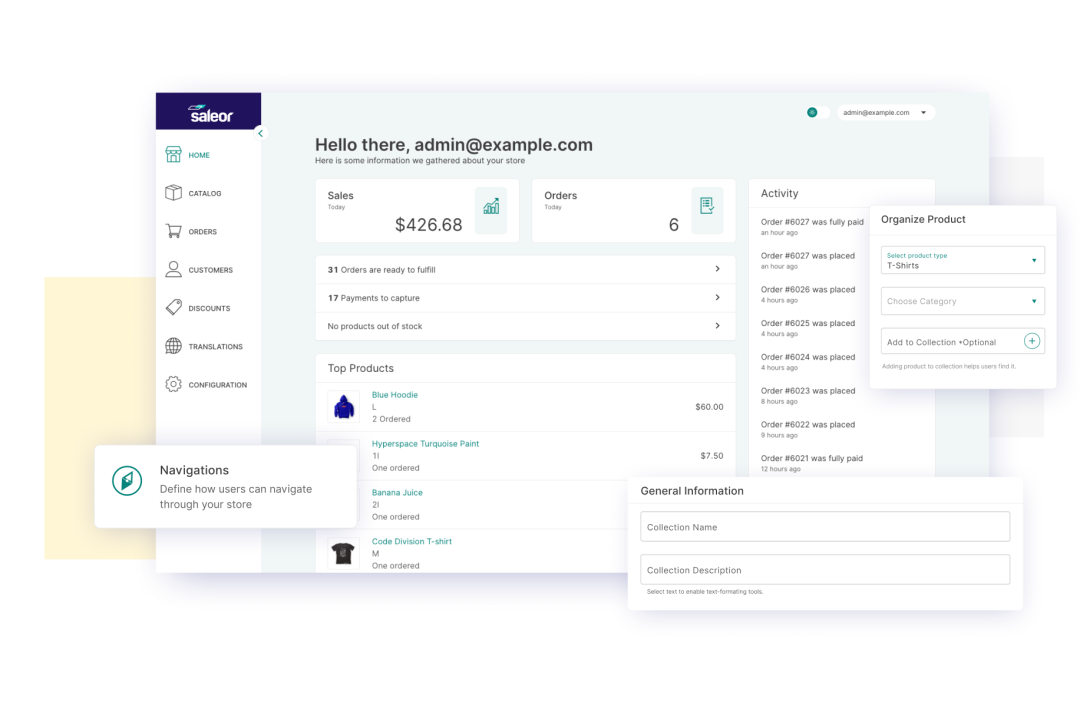 saleor
admin@example.com
HOME
CATALOG
ORDERS
CUSTOMERS
DISCOUNTS
TRANSLATIONS
CONFIGURATION
Hello there, admin@example.com
Here is some information we gathered about your store
Sales
Today
$426.68
Orders
Today
6
31 Orders are ready to fulfill
17 Payments to capture
No products out of stock
Top Products
Blue Hoodie
L
2 Ordered
$60.00
Hyperspace Turquoise Paint
1l
One ordered
$7.50
Banana Juice
2l
One ordered
Code Division T-shirt
M
One ordered
Activity
Order #6027 was fully paid
an hour ago
Order #6027 was placed
an hour ago
Order #6026 was placed
4 hours ago
Order #6025 was placed
4 hours ago
Order #6024 was placed
4 hours ago
Order #6023 was placed
8 hours ago
Order #6022 was placed
9 hours ago
Order #6021 was fully paid
12 hours ago
Organize Product
Select product type
T-Shirts
Choose Category
Add to Collection *Optional
Adding product to collection helps users find it.
Navigations
Define how users can navigate
through your store
General Information
Collection Name
Collection Description
Select text to enable text-formating tools.